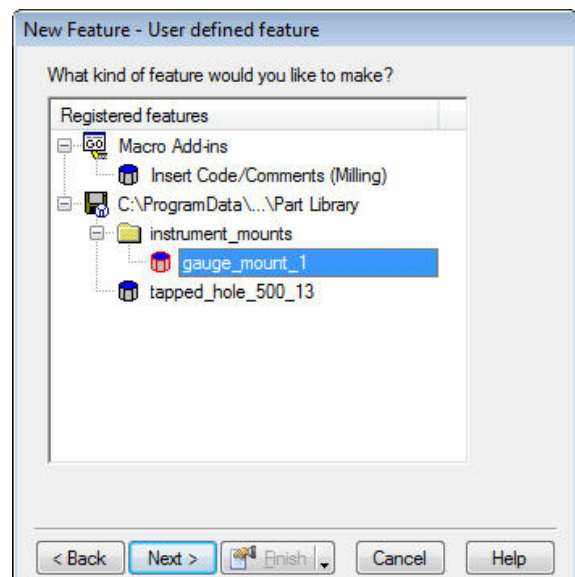 New Feature - User defined feature
What kind of feature would you like to make?
Registered features
GO Macro Add-ins
Insert Code/Comments (Milling)
C:\ProgramData\...\Part Library
instrument_mounts
gauge_mount_1
tapped_hole_500_13
< Back Next > Finish Cancel Help